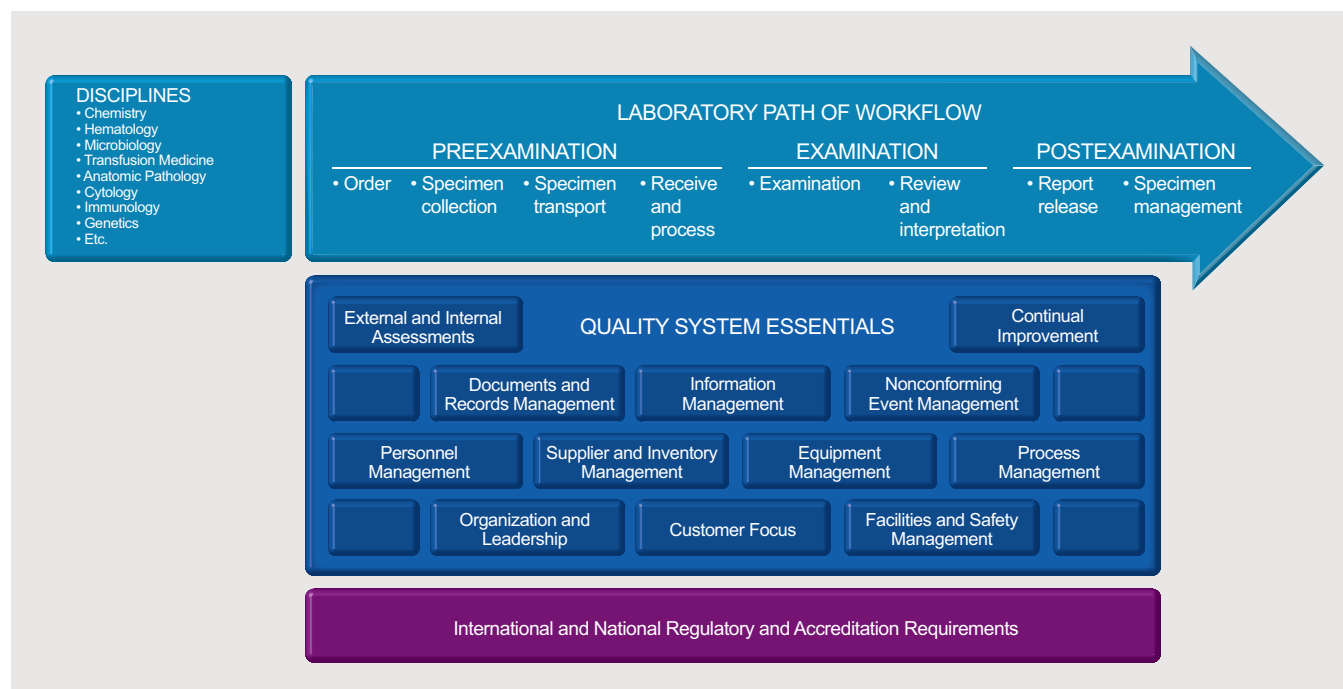 DISCIPLINES
• Chemistry
• Hematology
• Microbiology
• Transfusion Medicine
• Anatomic Pathology
• Cytology
• Immunology
• Genetics
• Etc.
LABORATORY PATH OF WORKFLOW
PREEXAMINATION
• Order
• Specimen
collection
• Specimen
transport
• Receive
and
process
EXAMINATION
• Examination
• Review
and
interpretation
POSTEXAMINATION
• Report
release
• Specimen
management
QUALITY SYSTEM ESSENTIALS
External and Internal
Assessments
Continual
Improvement
Documents and
Records Management
Information
Management
Nonconforming
Event Management
Personnel
Management
Supplier and Inventory
Management
Equipment
Management
Process
Management
Organization and
Leadership
Customer Focus
Facilities and Safety
Management
International and National Regulatory and Accreditation Requirements